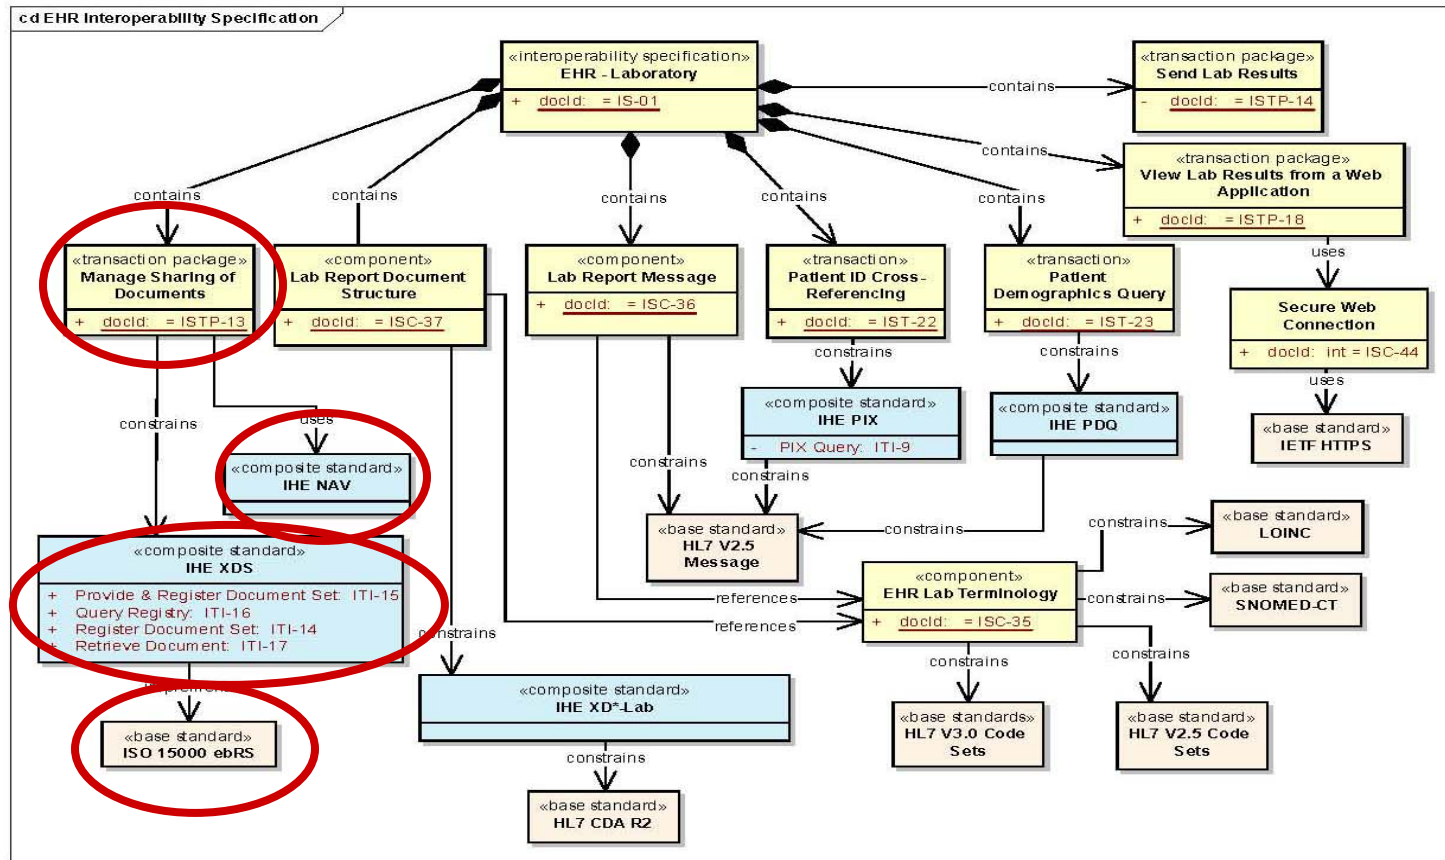 cd EHR Interoperability Specification
«interoperability specification»
EHR - Laboratory
+ docId: = IS-01
«transaction package»
Send Lab Results
- docId: = ISTP-14
contains
contains
«transaction package»
View Lab Results from a Web
Application
+ docId: = ISTP-18
contains
contains
contains
contains
contains
«transaction package»
Manage Sharing of
Documents
+ docId: = ISTP-13
«component»
Lab Report Document
Structure
+ docId: = ISC-37
«component»
Lab Report Message
+ docId: = ISC-36
«transaction»
Patient ID Cross-
Referencing
+ docId: = IST-22
«transaction»
Patient
Demographics Query
+ docId: = IST-23
uses
Secure Web
Connection
+ docId: int = ISC-44
uses
«base standard»
IETF HTTPS
constrains
constrains
constrains
uses
«composite standard»
IHE PIX
- PIX Query: ITI-9
«composite standard»
IHE PDQ
«composite standard»
IHE NAV
constrains
constrains
constrains
«base standard»
HL7 V2.5
Message
constrains
«base standard»
LOINC
«composite standard»
IHE XDS
+ Provide & Register Document Set: ITI-15
+ Query Registry: ITI-16
+ Register Document Set: ITI-14
+ Retrieve Document: ITI-17
«component»
EHR Lab Terminology
+ docId: = ISC-35
references
references
constrains
«base standard»
SNOMED-CT
constrains
constrains
constrains
«base standard»
ISO 15000 ebRS
«composite standard»
IHE XD*-Lab
«base standards»
HL7 V3.0 Code
Sets
«base standard»
HL7 V2.5 Code
Sets
constrains
«base standard»
HL7 CDA R2